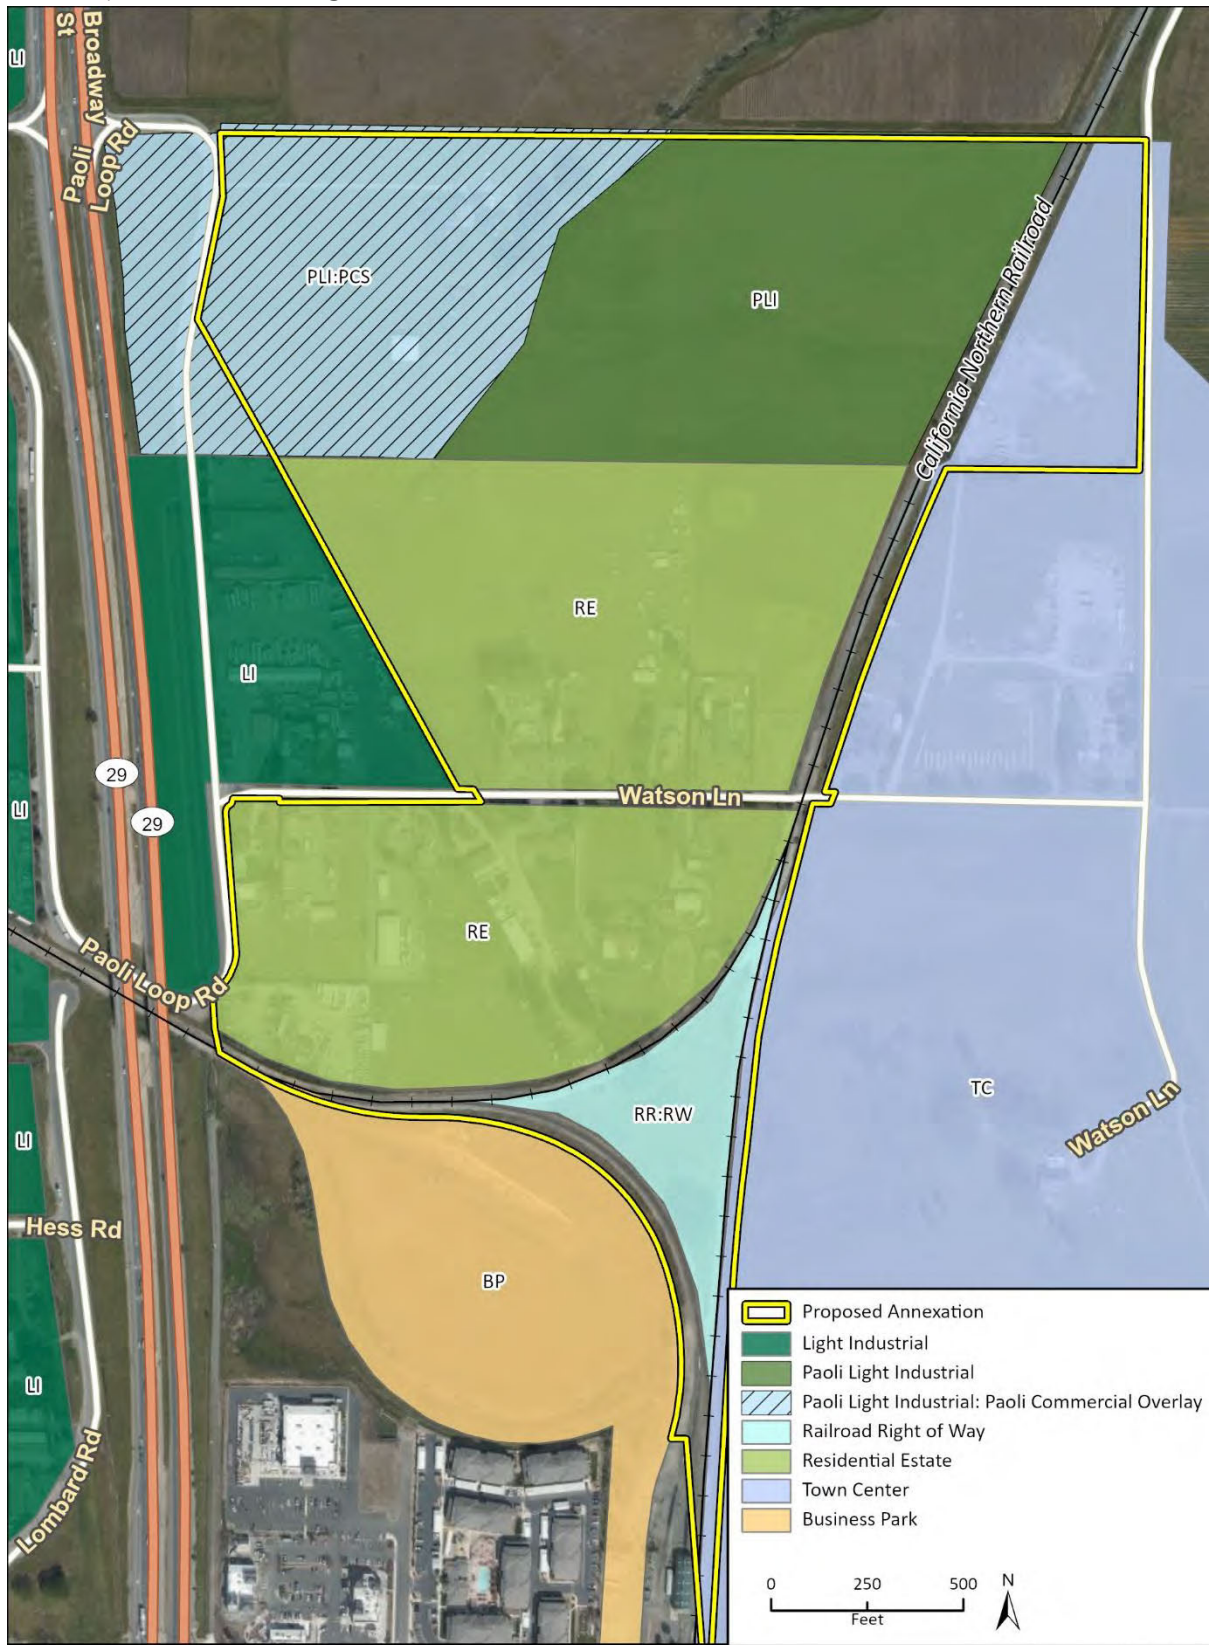 LI
Broadway
St
Paoli
Loop Rd
PLI:PCS
PLI
California Northern Railroad
RE
LI
29
29
LI
Watson Ln
RE
Paoli Loop Rd
TC
RR:RW
Watson Ln
LI
Hess Rd
BP
LI
Lombard Rd
Proposed Annexation
Light Industrial
Paoli Light Industrial
Paoli Light Industrial: Paoli Commercial Overlay
Railroad Right of Way
Residential Estate
Town Center
Business Park
0 250 500
Feet
N